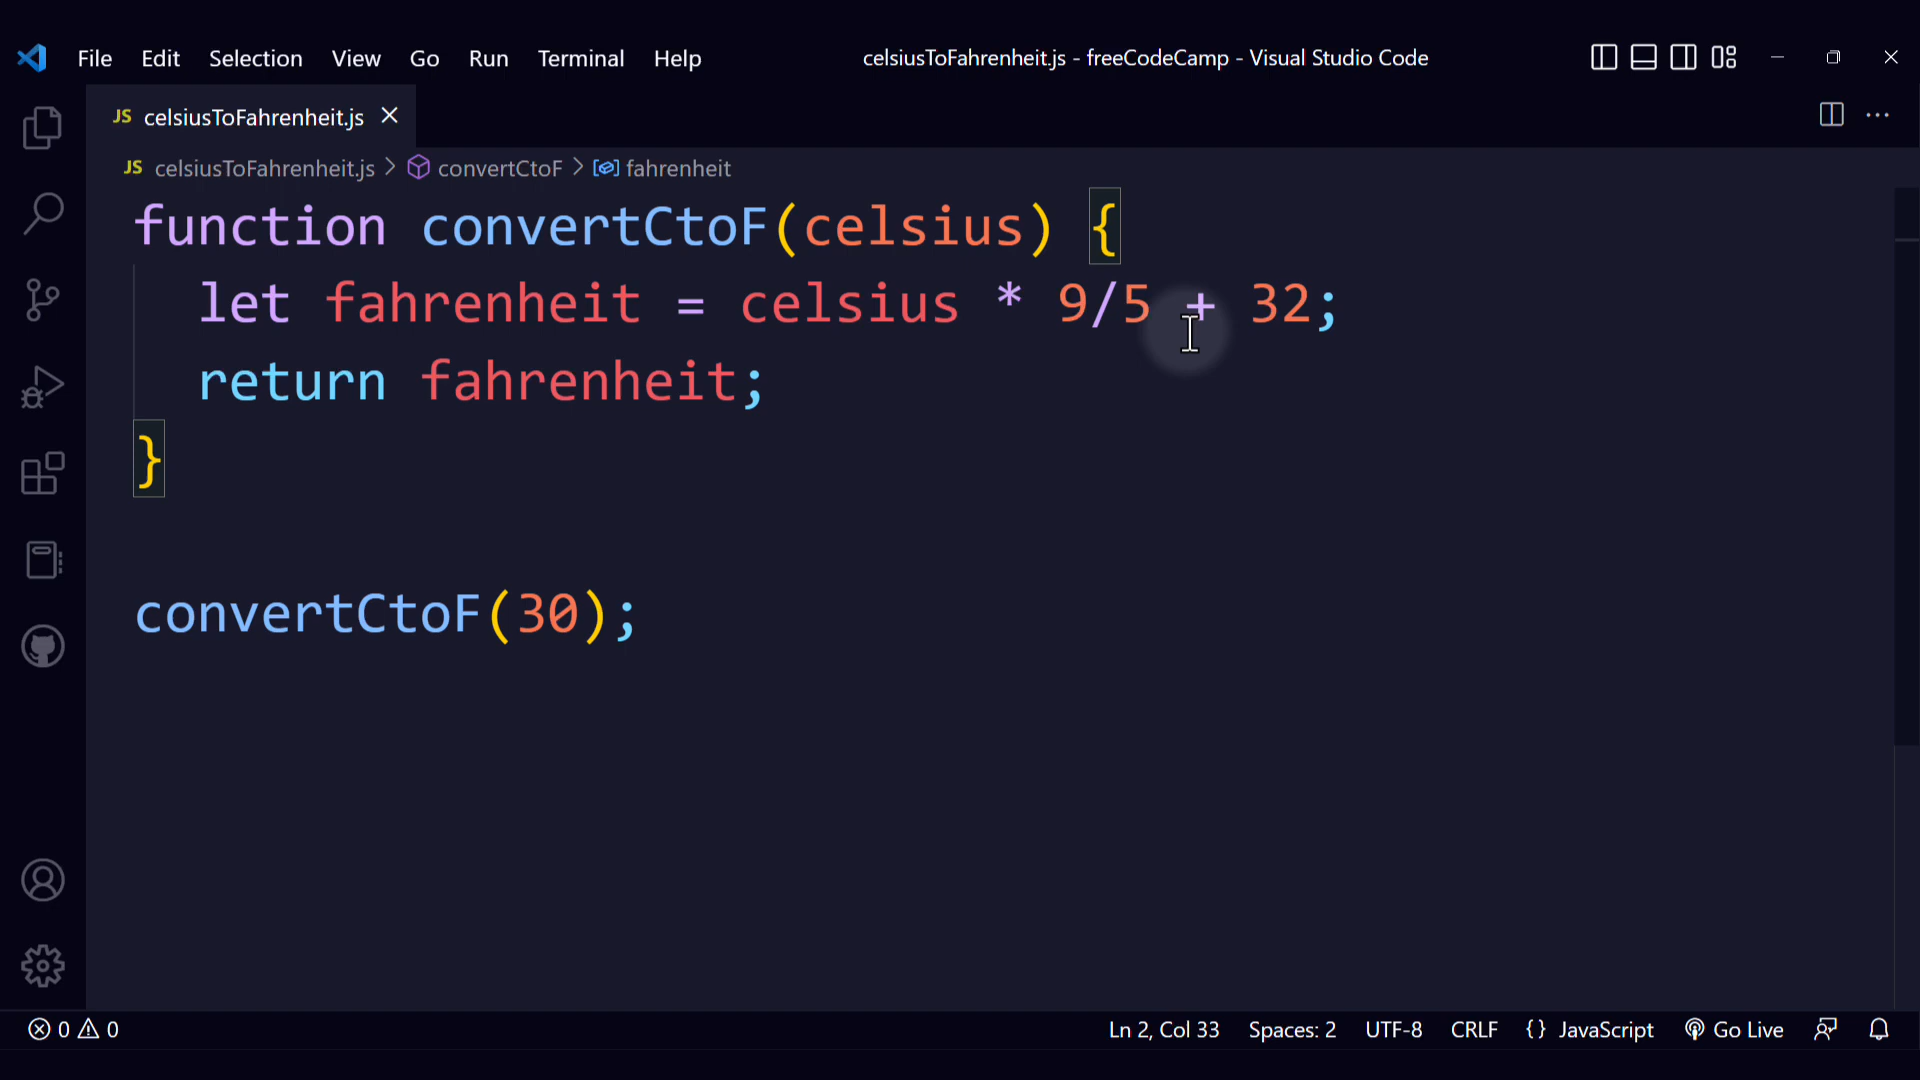 File Edit Selection View Go Run Terminal Help celsiusToFahrenheit.js - freeCodeCamp - Visual Studio Code
JS celsiusToFahrenheit.js
JS celsiusToFahrenheit.js > convertCtoF > fahrenheit
function convertCtoF(celsius) {
  let fahrenheit = celsius * 9/5 + 32;
  return fahrenheit;
}
convertCtoF(30);
0 0 Ln 2, Col 33 Spaces: 2 UTF-8 CRLF {} JavaScript Go Live